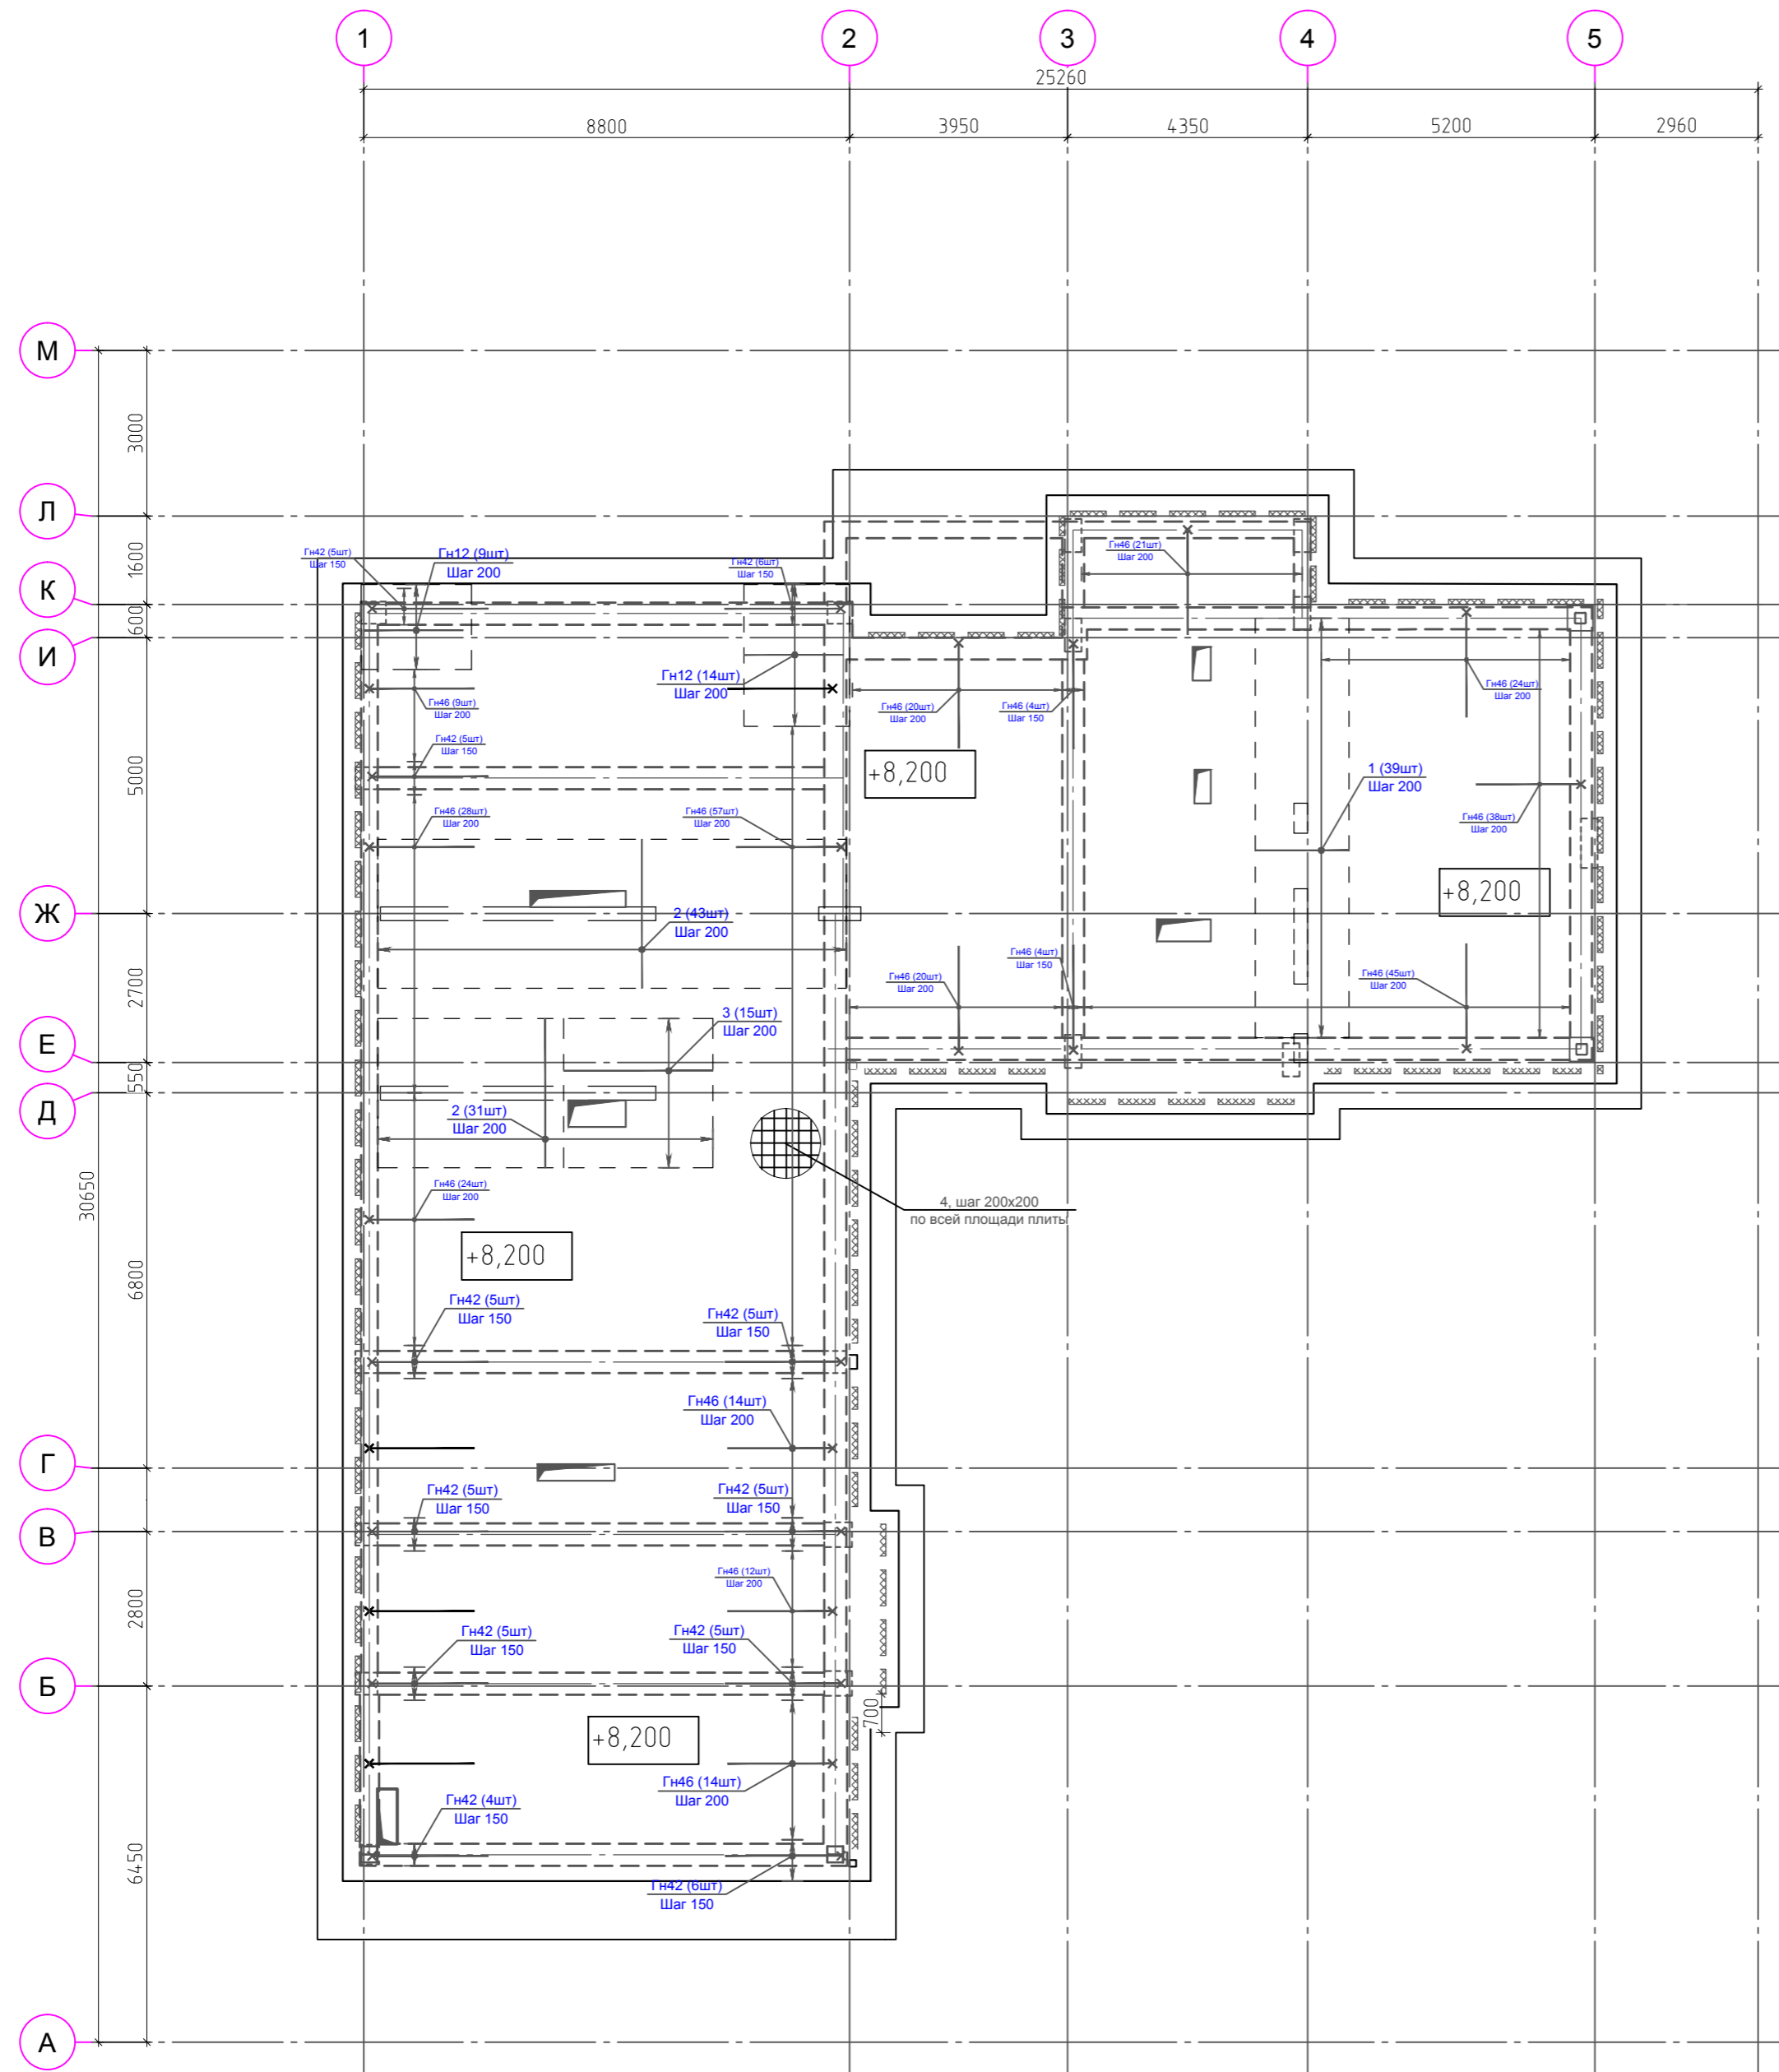 1
2
3
4
5
25260
8800
3950
4350
5200
2960
М
3000
Л
1600
К
600
И
5000
Ж
2700
Е
550
Д
30650
6800
Г
В
2800
Б
6450
А
Гн42 (5шт)
Шаг 150
Гн12 (9шт)
Шаг 200
Гн42 (6шт)
Шаг 150
Гн46 (21шт)
Шаг 200
Гн12 (14шт)
Шаг 200
Гн46 (9шт)
Шаг 200
Гн46 (20шт)
Шаг 200
Гн46 (4шт)
Шаг 150
Гн46 (24шт)
Шаг 200
Гн42 (5шт)
Шаг 150
+8,200
1 (39шт)
Шаг 200
Гн46 (28шт)
Шаг 200
Гн46 (57шт)
Шаг 200
Гн46 (38шт)
Шаг 200
+8,200
2 (43шт)
Шаг 200
Гн46 (20шт)
Шаг 200
Гн46 (4шт)
Шаг 150
Гн46 (45шт)
Шаг 200
3 (15шт)
Шаг 200
2 (31шт)
Шаг 200
4, шаг 200х200
по всей площади плиты
Гн46 (24шт)
Шаг 200
+8,200
Гн42 (5шт)
Шаг 150
Гн42 (5шт)
Шаг 150
Гн46 (14шт)
Шаг 200
Гн42 (5шт)
Шаг 150
Гн42 (5шт)
Шаг 150
Гн46 (12шт)
Шаг 200
Гн42 (5шт)
Шаг 150
Гн42 (5шт)
Шаг 150
700
+8,200
Гн46 (14шт)
Шаг 200
Гн42 (4шт)
Шаг 150
Гн42 (6шт)
Шаг 150